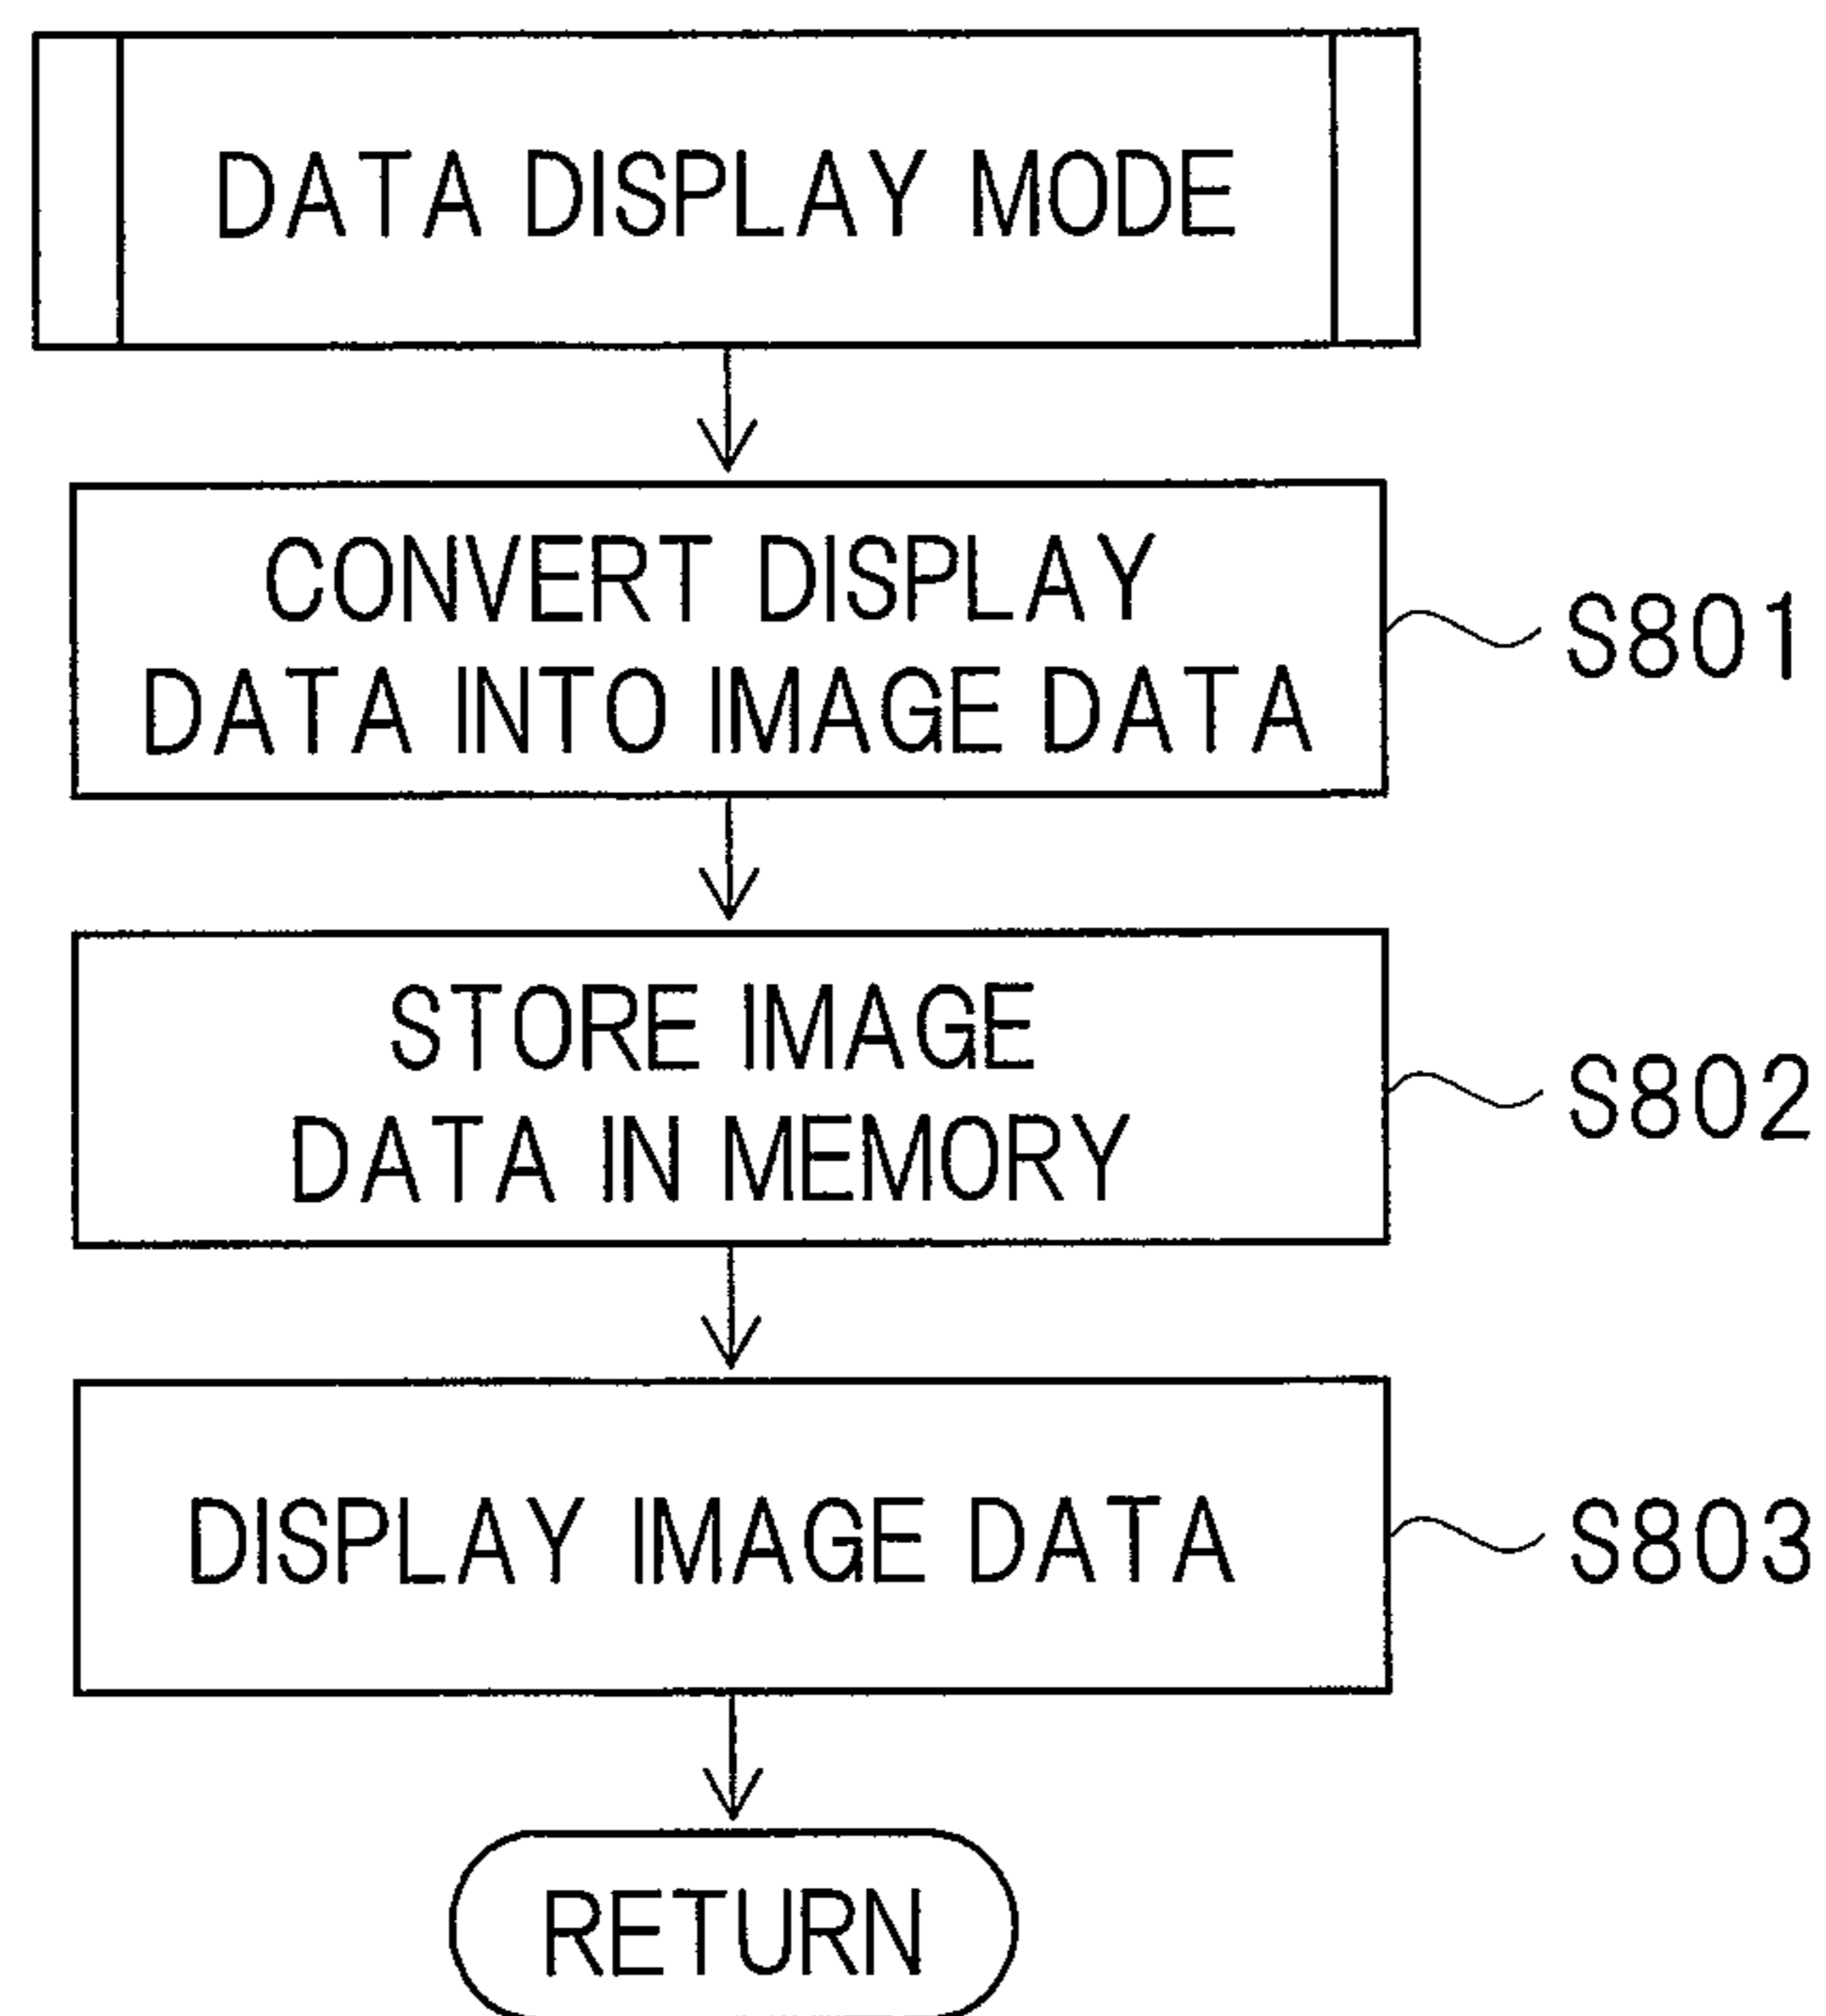 DATA DISPLAY MODE
CONVERT DISPLAY
DATA INTO IMAGE DATA
S801
STORE IMAGE
DATA IN MEMORY
S802
DISPLAY IMAGE DATA
S803
RETURN